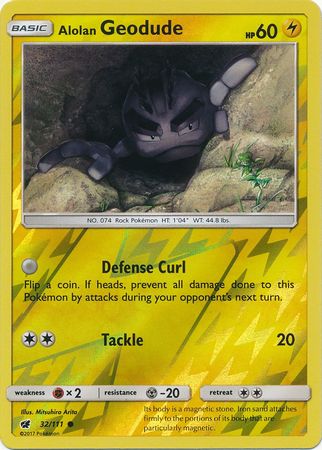 BASIC Alolan Geodude HP60
NO. 074 Rock Pokémon HT: 1'04" WT: 44.8 lbs.
Defense Curl
Flip a coin. If heads, prevent all damage done to this
Pokémon by attacks during your opponent's next turn.
Tackle 20
weakness ×2 resistance -20 retreat
Illus. Mitsuhiro Arita
32/111
©2017 Pokémon
Its body is a magnetic stone. Iron sand attaches
firmly to the portions of its body that are
particularly magnetic.